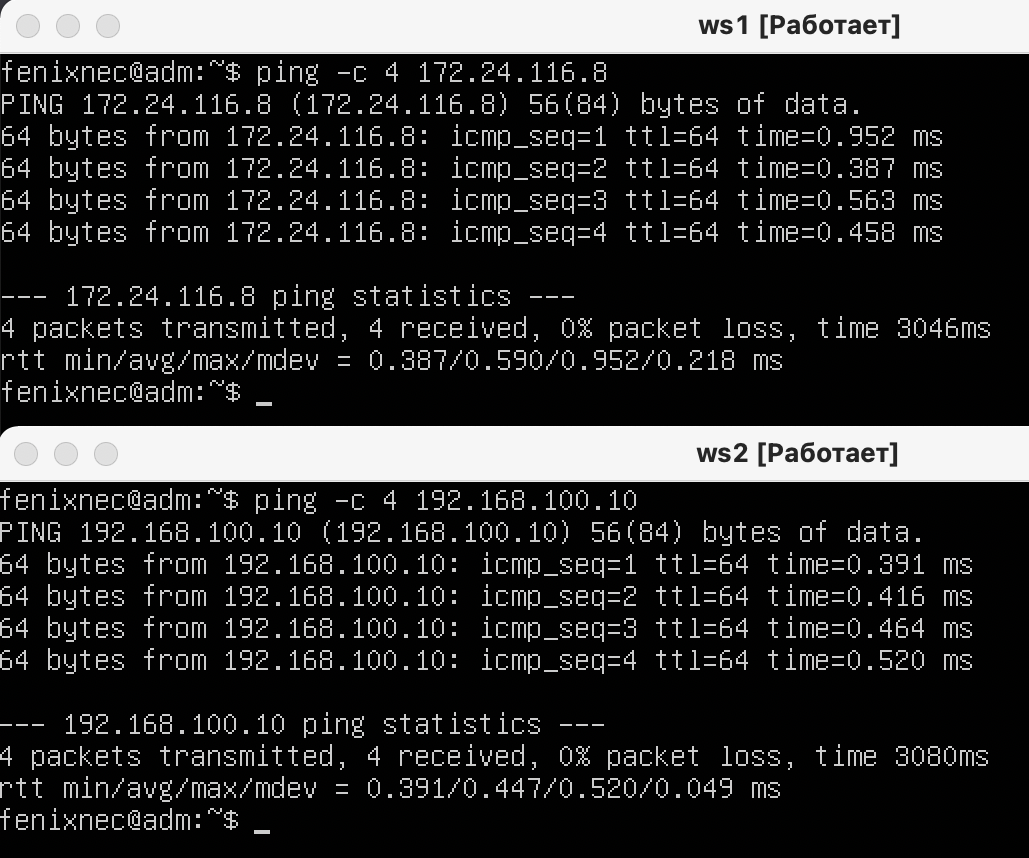 ws1 [Работает]
fenixnec@adm:~$ ping -c 4 172.24.116.8
PING 172.24.116.8 (172.24.116.8) 56(84) bytes of data.
64 bytes from 172.24.116.8: icmp_seq=1 ttl=64 time=0.952 ms
64 bytes from 172.24.116.8: icmp_seq=2 ttl=64 time=0.387 ms
64 bytes from 172.24.116.8: icmp_seq=3 ttl=64 time=0.563 ms
64 bytes from 172.24.116.8: icmp_seq=4 ttl=64 time=0.458 ms
--- 172.24.116.8 ping statistics ---
4 packets transmitted, 4 received, 0% packet loss, time 3046ms
rtt min/avg/max/mdev = 0.387/0.590/0.952/0.218 ms
fenixnec@adm:~$ _
ws2 [Работает]
fenixnec@adm:~$ ping -c 4 192.168.100.10
PING 192.168.100.10 (192.168.100.10) 56(84) bytes of data.
64 bytes from 192.168.100.10: icmp_seq=1 ttl=64 time=0.391 ms
64 bytes from 192.168.100.10: icmp_seq=2 ttl=64 time=0.416 ms
64 bytes from 192.168.100.10: icmp_seq=3 ttl=64 time=0.464 ms
64 bytes from 192.168.100.10: icmp_seq=4 ttl=64 time=0.520 ms
--- 192.168.100.10 ping statistics ---
4 packets transmitted, 4 received, 0% packet loss, time 3080ms
rtt min/avg/max/mdev = 0.391/0.447/0.520/0.049 ms
fenixnec@adm:~$ _